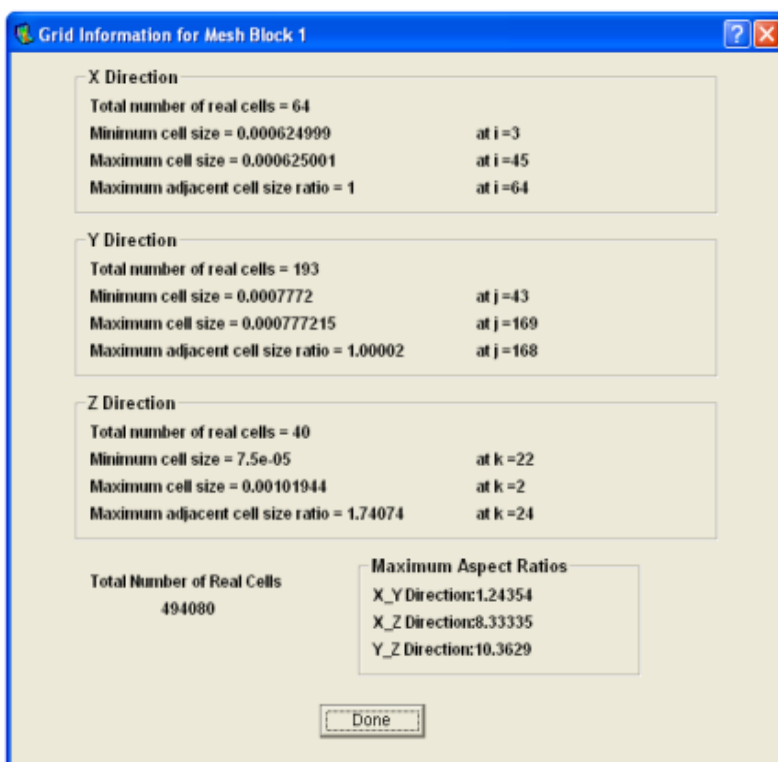 Grid Information for Mesh Block 1
X Direction
Total number of real cells = 64
Minimum cell size = 0.000624999 at i =3
Maximum cell size = 0.000625001 at i =45
Maximum adjacent cell size ratio = 1 at i =64
Y Direction
Total number of real cells = 193
Minimum cell size = 0.0007772 at j =43
Maximum cell size = 0.000777215 at j =169
Maximum adjacent cell size ratio = 1.00002 at j =168
Z Direction
Total number of real cells = 40
Minimum cell size = 7.5e-05 at k =22
Maximum cell size = 0.00101944 at k =2
Maximum adjacent cell size ratio = 1.74074 at k =24
Total Number of Real Cells
494080
Maximum Aspect Ratios
X_Y Direction:1.24354
X_Z Direction:8.33335
Y_Z Direction:10.3629
Done